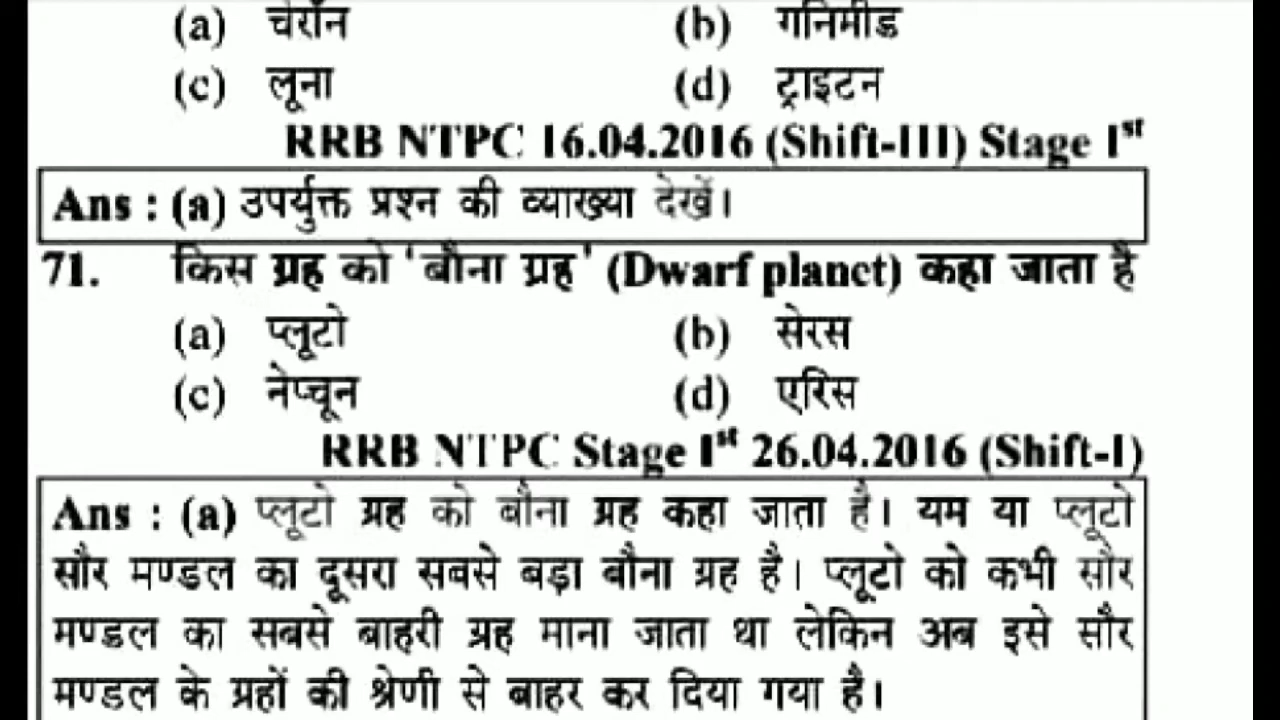 (a) चेरॉन (b) गनिमीड
(c) लूना (d) ट्राइटन
RRB NTPC 16.04.2016 (Shift-III) Stage Ist
Ans : (a) उपर्युक्त प्रश्न की व्याख्या देखें।
71. किस ग्रह को 'बौना ग्रह' (Dwarf planet) कहा जाता है
(a) प्लूटो (b) सेरस
(c) नेप्चून (d) एरिस
RRB NTPC Stage Ist 26.04.2016 (Shift-I)
Ans : (a) प्लूटो ग्रह को बौना ग्रह कहा जाता है। यम या प्लूटो
सौर मण्डल का दूसरा सबसे बड़ा बौना ग्रह है। प्लूटो को कभी सौर
मण्डल का सबसे बाहरी ग्रह माना जाता था लेकिन अब इसे सौर
मण्डल के ग्रहों की श्रेणी से बाहर कर दिया गया है।